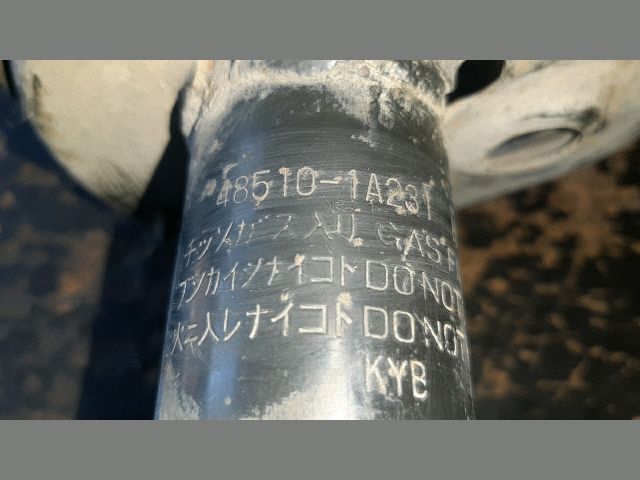 48510-1A231
チッソガス入リ GAS F
ブンカイシナイコト DO NOT
火ニ入レナイコト DO NOT
KYB